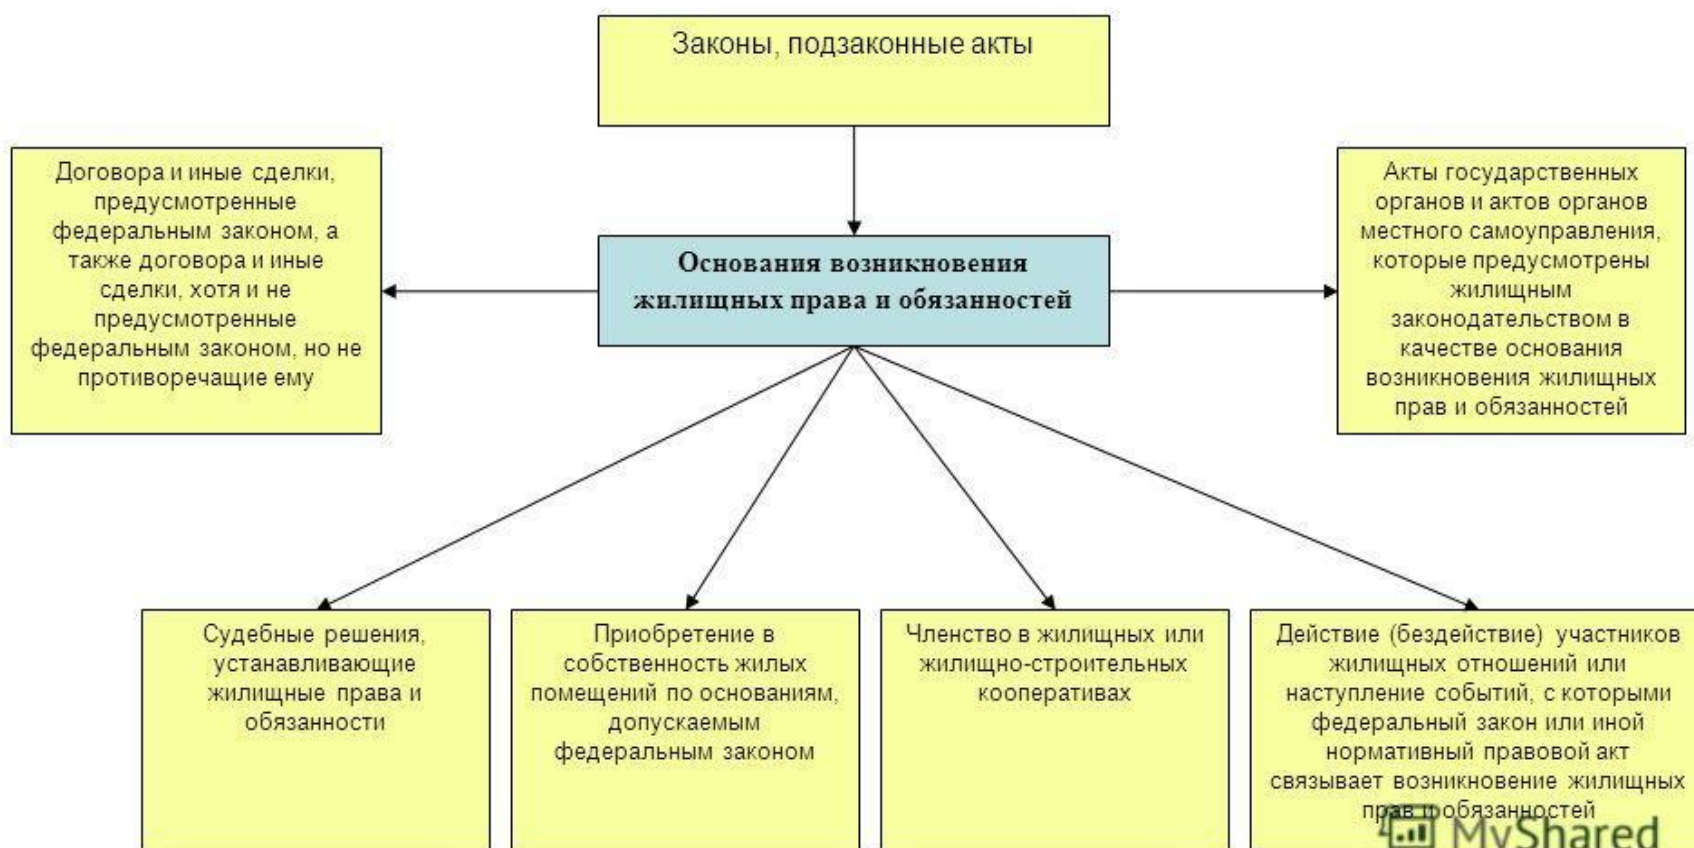 Законы, подзаконные акты
Договора и иные сделки,
предусмотренные
федеральным законом, а
также договора и иные
сделки, хотя и не
предусмотренные
федеральным законом, но не
противоречащие ему
Основания возникновения
жилищных права и обязанностей
Акты государственных
органов и актов органов
местного самоуправления,
которые предусмотрены
жилищным
законодательством в
качестве основания
возникновения жилищных
прав и обязанностей
Судебные решения,
устанавливающие
жилищные права и
обязанности
Приобретение в
собственность жилых
помещений по основаниям,
допускаемым
федеральным законом
Членство в жилищных или
жилищно-строительных
кооперативах
Действие (бездействие) участников
жилищных отношений или
наступление событий, с которыми
федеральный закон или иной
нормативный правовой акт
связывает возникновение жилищных
прав и обязанностей
MyShared